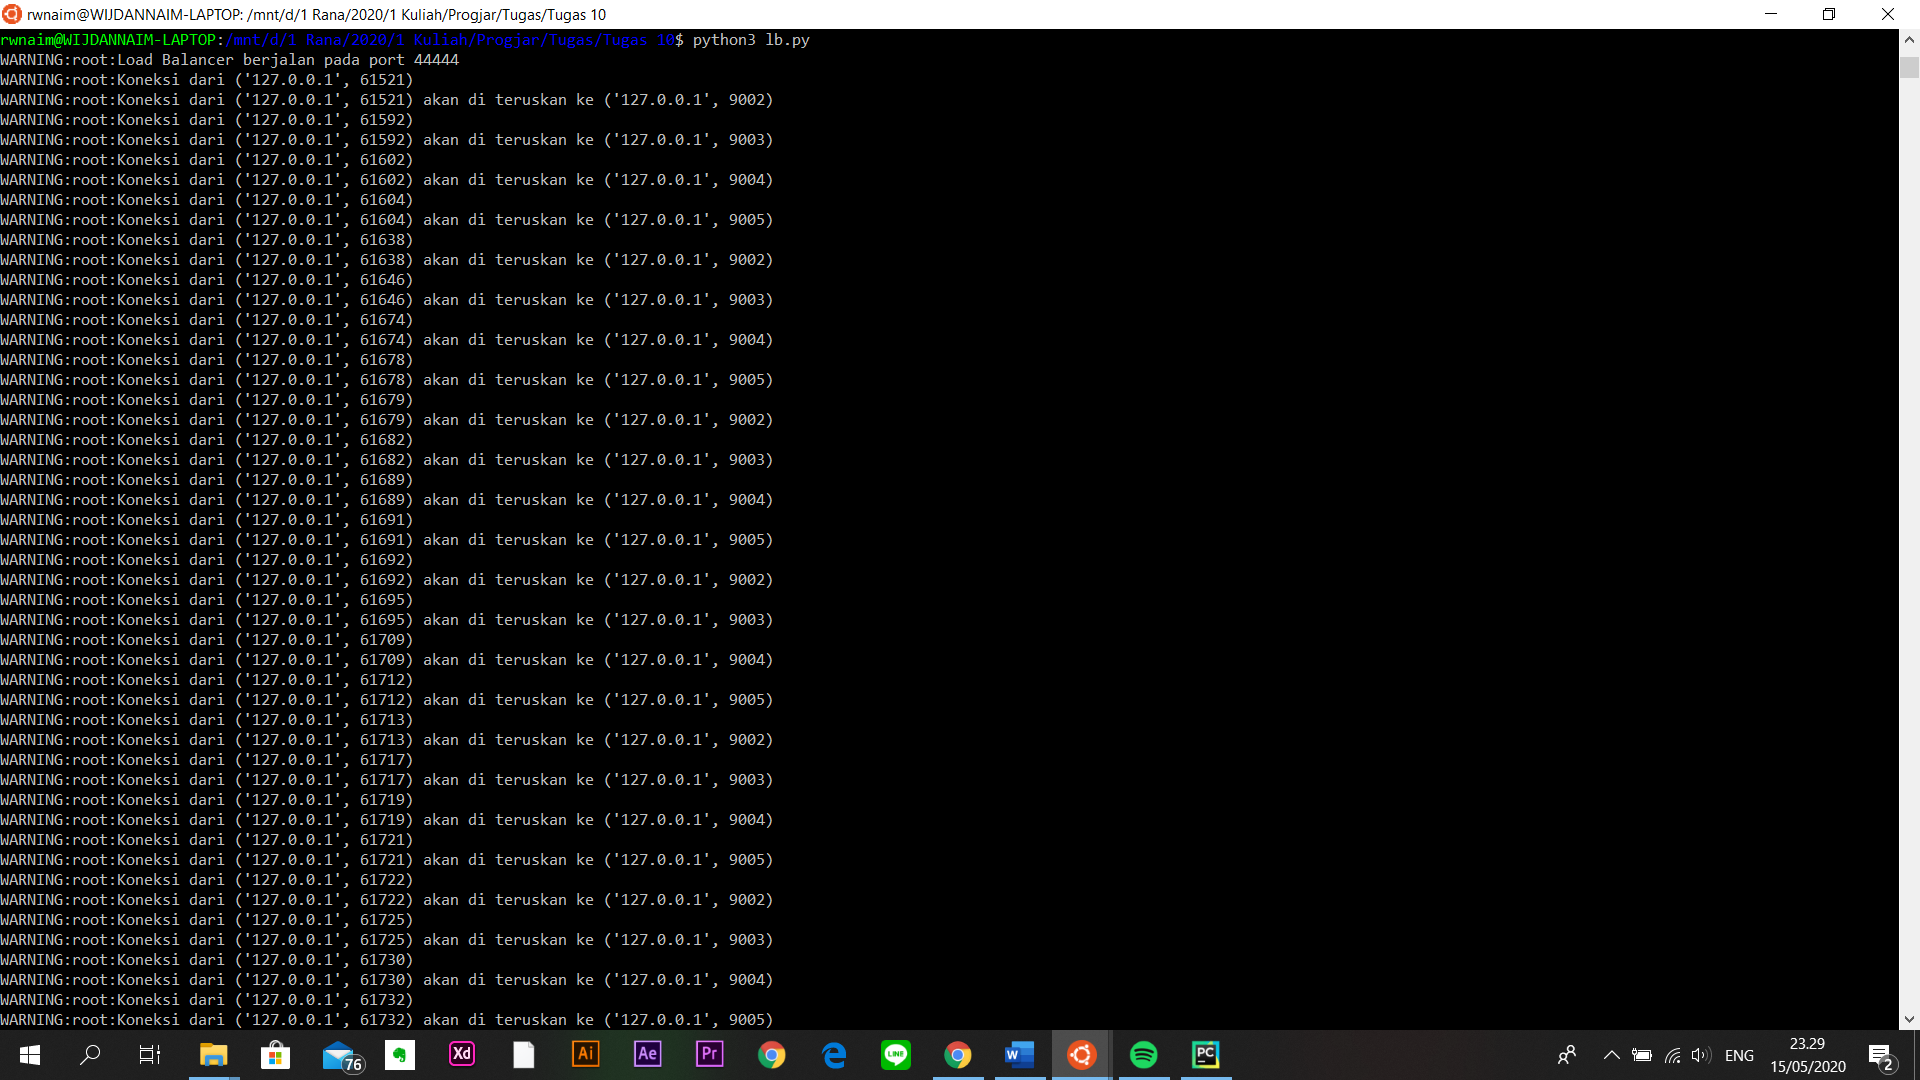 rwnaim@WIJDANNAIM-LAPTOP: /mnt/d/1 Rana/2020/1 Kuliah/Progjar/Tugas/Tugas 10
rwnaim@WIJDANNAIM-LAPTOP:/mnt/d/1 Rana/2020/1 Kuliah/Progjar/Tugas/Tugas 10$ python3 lb.py
WARNING:root:Load Balancer berjalan pada port 44444
WARNING:root:Koneksi dari ('127.0.0.1', 61521)
WARNING:root:Koneksi dari ('127.0.0.1', 61521) akan di teruskan ke ('127.0.0.1', 9002)
WARNING:root:Koneksi dari ('127.0.0.1', 61592)
WARNING:root:Koneksi dari ('127.0.0.1', 61592) akan di teruskan ke ('127.0.0.1', 9003)
WARNING:root:Koneksi dari ('127.0.0.1', 61602)
WARNING:root:Koneksi dari ('127.0.0.1', 61602) akan di teruskan ke ('127.0.0.1', 9004)
WARNING:root:Koneksi dari ('127.0.0.1', 61604)
WARNING:root:Koneksi dari ('127.0.0.1', 61604) akan di teruskan ke ('127.0.0.1', 9005)
WARNING:root:Koneksi dari ('127.0.0.1', 61638)
WARNING:root:Koneksi dari ('127.0.0.1', 61638) akan di teruskan ke ('127.0.0.1', 9002)
WARNING:root:Koneksi dari ('127.0.0.1', 61646)
WARNING:root:Koneksi dari ('127.0.0.1', 61646) akan di teruskan ke ('127.0.0.1', 9003)
WARNING:root:Koneksi dari ('127.0.0.1', 61674)
WARNING:root:Koneksi dari ('127.0.0.1', 61674) akan di teruskan ke ('127.0.0.1', 9004)
WARNING:root:Koneksi dari ('127.0.0.1', 61678)
WARNING:root:Koneksi dari ('127.0.0.1', 61678) akan di teruskan ke ('127.0.0.1', 9005)
WARNING:root:Koneksi dari ('127.0.0.1', 61679)
WARNING:root:Koneksi dari ('127.0.0.1', 61679) akan di teruskan ke ('127.0.0.1', 9002)
WARNING:root:Koneksi dari ('127.0.0.1', 61682)
WARNING:root:Koneksi dari ('127.0.0.1', 61682) akan di teruskan ke ('127.0.0.1', 9003)
WARNING:root:Koneksi dari ('127.0.0.1', 61689)
WARNING:root:Koneksi dari ('127.0.0.1', 61689) akan di teruskan ke ('127.0.0.1', 9004)
WARNING:root:Koneksi dari ('127.0.0.1', 61691)
WARNING:root:Koneksi dari ('127.0.0.1', 61691) akan di teruskan ke ('127.0.0.1', 9005)
WARNING:root:Koneksi dari ('127.0.0.1', 61692)
WARNING:root:Koneksi dari ('127.0.0.1', 61692) akan di teruskan ke ('127.0.0.1', 9002)
WARNING:root:Koneksi dari ('127.0.0.1', 61695)
WARNING:root:Koneksi dari ('127.0.0.1', 61695) akan di teruskan ke ('127.0.0.1', 9003)
WARNING:root:Koneksi dari ('127.0.0.1', 61709)
WARNING:root:Koneksi dari ('127.0.0.1', 61709) akan di teruskan ke ('127.0.0.1', 9004)
WARNING:root:Koneksi dari ('127.0.0.1', 61712)
WARNING:root:Koneksi dari ('127.0.0.1', 61712) akan di teruskan ke ('127.0.0.1', 9005)
WARNING:root:Koneksi dari ('127.0.0.1', 61713)
WARNING:root:Koneksi dari ('127.0.0.1', 61713) akan di teruskan ke ('127.0.0.1', 9002)
WARNING:root:Koneksi dari ('127.0.0.1', 61717)
WARNING:root:Koneksi dari ('127.0.0.1', 61717) akan di teruskan ke ('127.0.0.1', 9003)
WARNING:root:Koneksi dari ('127.0.0.1', 61719)
WARNING:root:Koneksi dari ('127.0.0.1', 61719) akan di teruskan ke ('127.0.0.1', 9004)
WARNING:root:Koneksi dari ('127.0.0.1', 61721)
WARNING:root:Koneksi dari ('127.0.0.1', 61721) akan di teruskan ke ('127.0.0.1', 9005)
WARNING:root:Koneksi dari ('127.0.0.1', 61722)
WARNING:root:Koneksi dari ('127.0.0.1', 61722) akan di teruskan ke ('127.0.0.1', 9002)
WARNING:root:Koneksi dari ('127.0.0.1', 61725)
WARNING:root:Koneksi dari ('127.0.0.1', 61725) akan di teruskan ke ('127.0.0.1', 9003)
WARNING:root:Koneksi dari ('127.0.0.1', 61730)
WARNING:root:Koneksi dari ('127.0.0.1', 61730) akan di teruskan ke ('127.0.0.1', 9004)
WARNING:root:Koneksi dari ('127.0.0.1', 61732)
WARNING:root:Koneksi dari ('127.0.0.1', 61732) akan di teruskan ke ('127.0.0.1', 9005)
76 Xd Ai Ae Pr LINE W PC ENG 23.29
15/05/2020 2